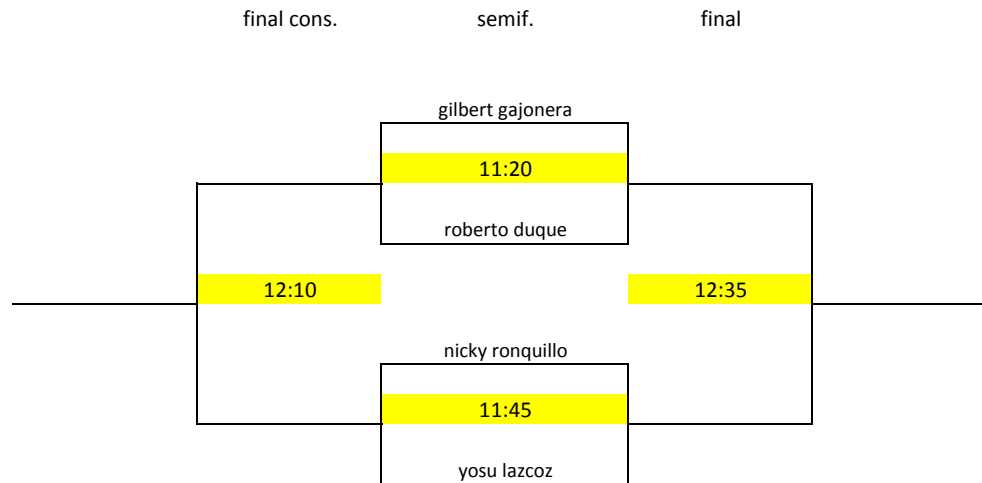 final cons. semif. final
gilbert gajonera
11:20
roberto duque
12:10 12:35
nicky ronquillo
11:45
yosu lazcoz